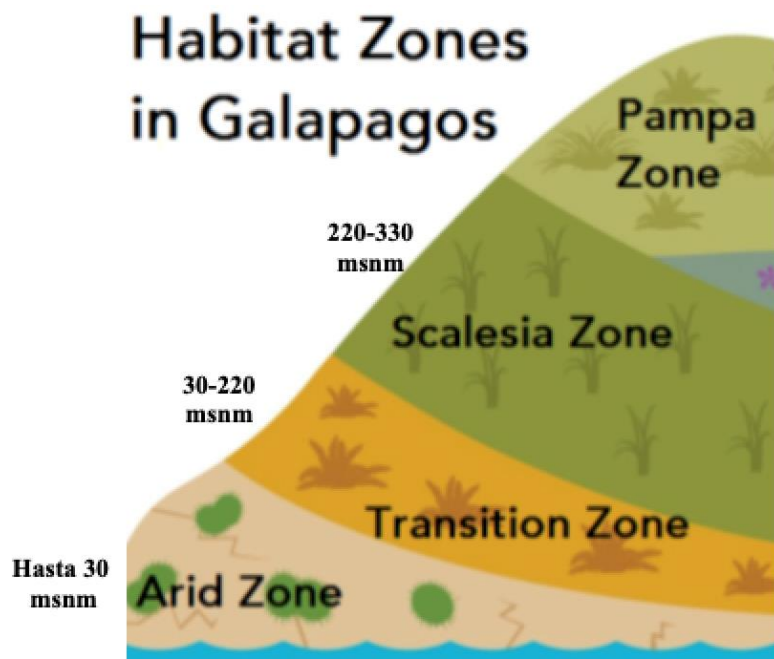 Habitat Zones
in Galapagos
Pampa
Zone
220-330
msnm
Scalesia Zone
30-220
msnm
Transition Zone
Hasta 30
msnm
Arid Zone